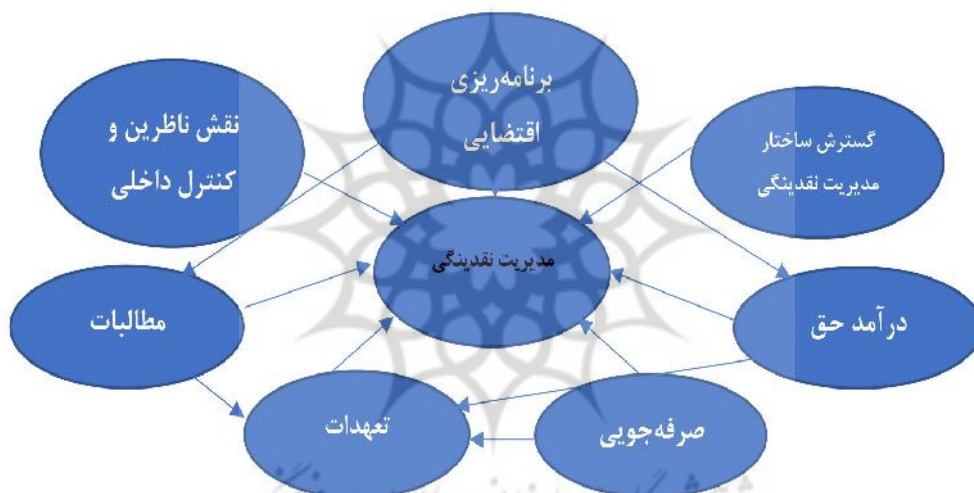 برنامه‌ریزی
اقتضایی
نقش ناظرین و
کنترل داخلی
گسترش ساختار
مدیریت نقدینگی
مدیریت نقدینگی
مطالبات
درآمد حق
تعهدات
صرفه‌جویی